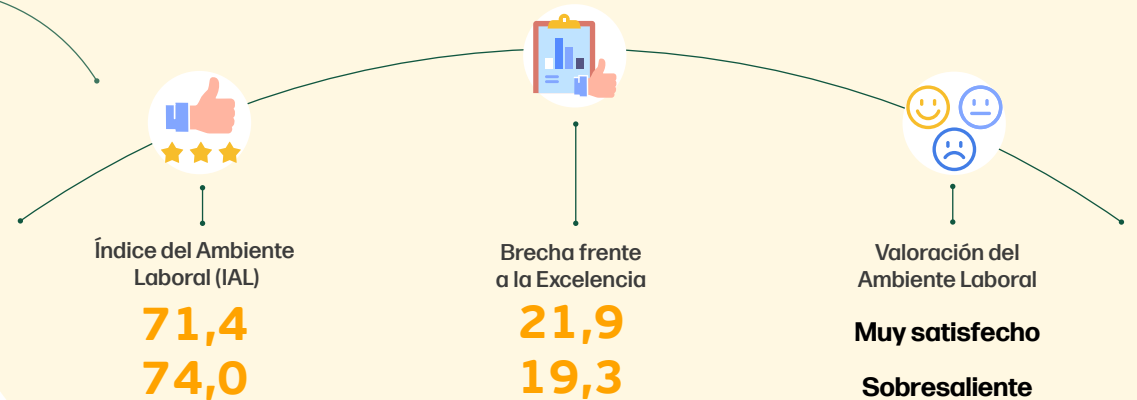 Índice del Ambiente
Laboral (IAL)
71,4
74,0
Brecha frente
a la Excelencia
21,9
19,3
Valoración del
Ambiente Laboral
Muy satisfecho
Sobresaliente